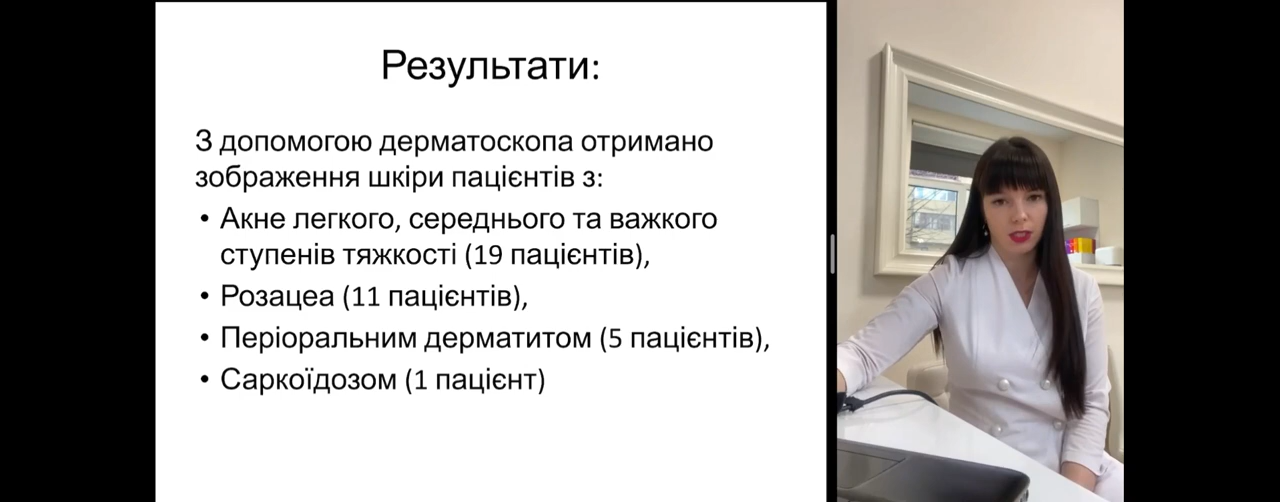 Результати:
З допомогою дерматоскопа отримано
зображення шкіри пацієнтів з:
• Акне легкого, середнього та важкого
ступенів тяжкості (19 пацієнтів),
• Розацеа (11 пацієнтів),
• Періоральним дерматитом (5 пацієнтів),
• Саркоїдозом (1 пацієнт)